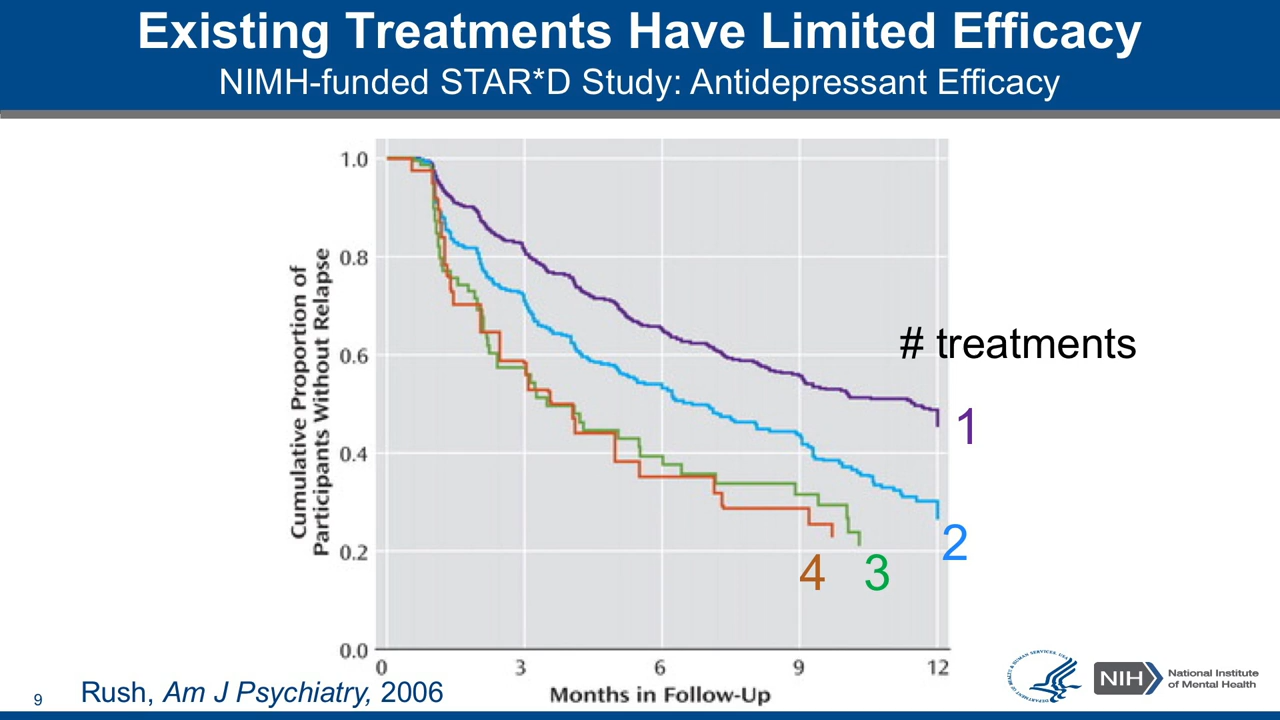 Existing Treatments Have Limited Efficacy
NIMH-funded STAR*D Study: Antidepressant Efficacy
Cumulative Proportion of
Participants Without Relapse
1.0
0.8
0.6
0.4
0.2
0.0
0
3
6
9
12
Months in Follow-Up
# treatments
1
2
3
4
9
Rush, Am J Psychiatry, 2006
NIH
National Institute
of Mental Health